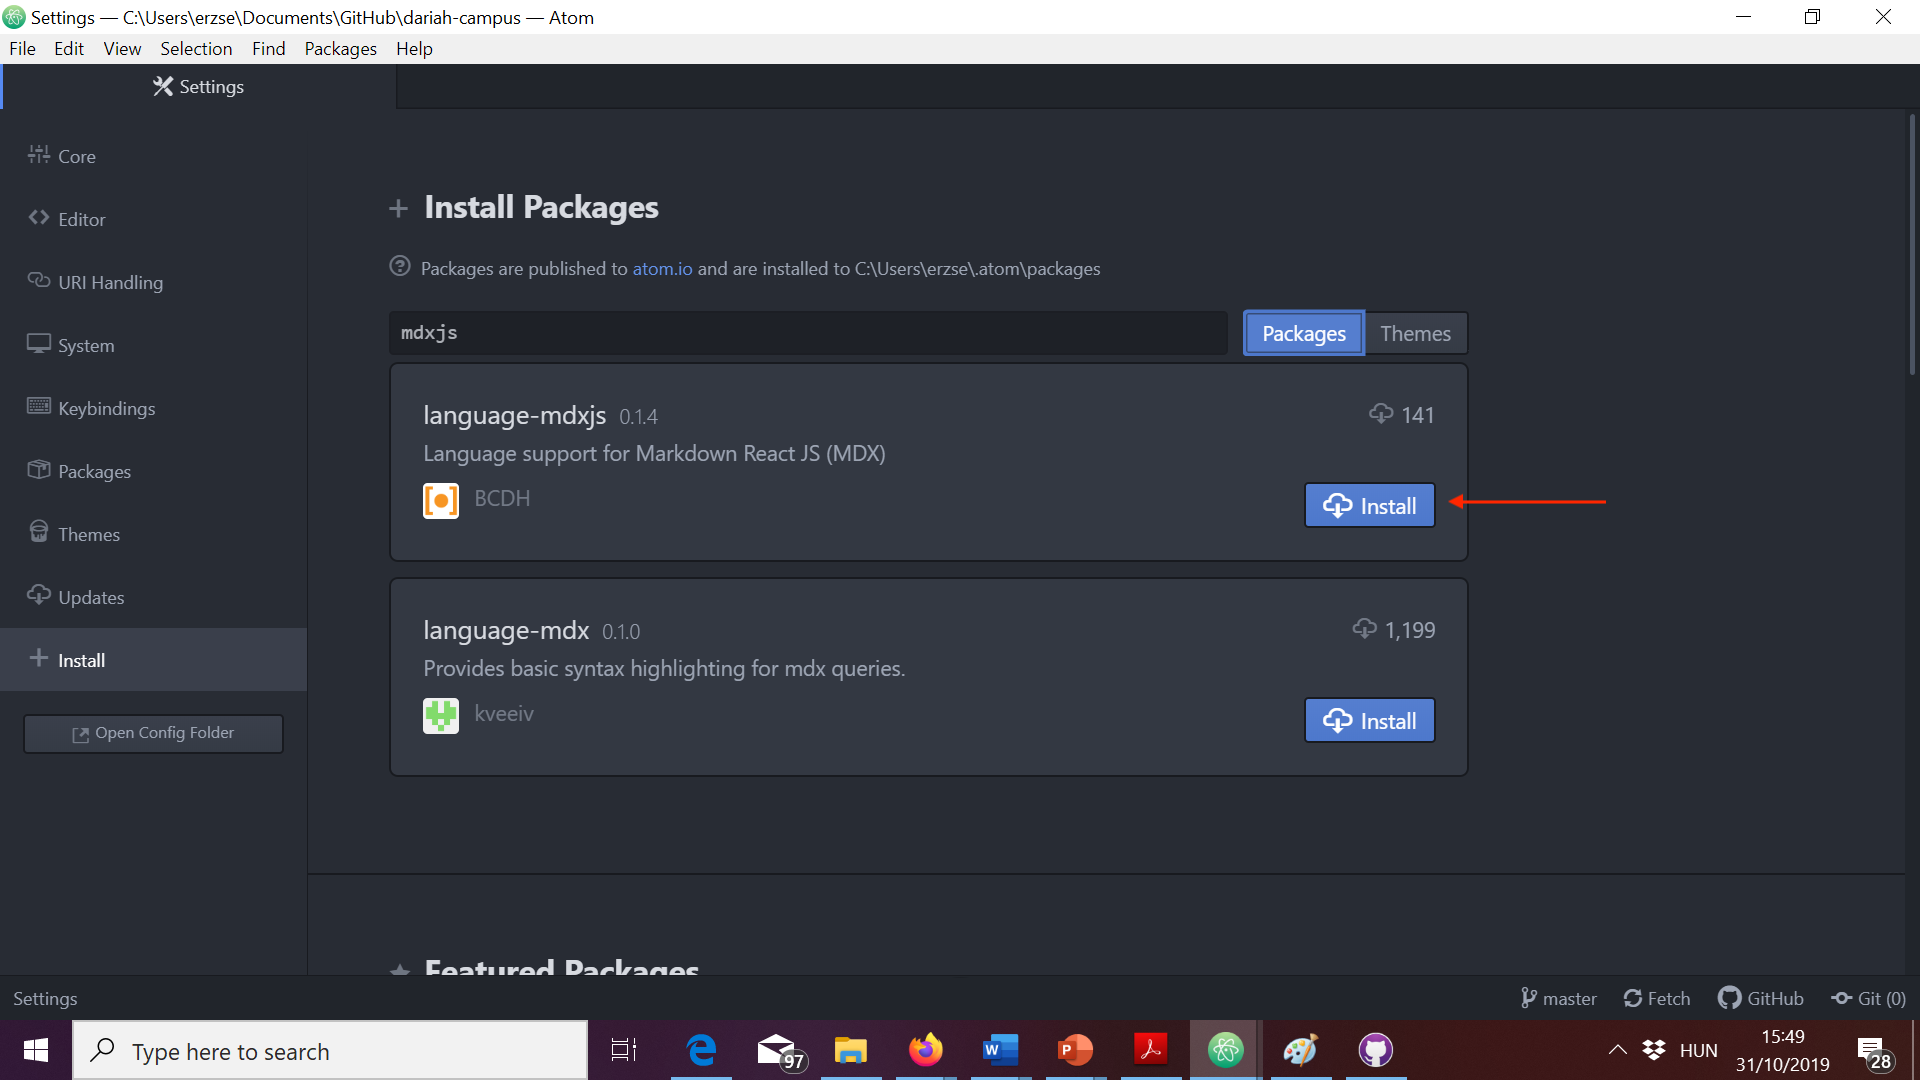 Settings — C:\Users\erzse\Documents\GitHub\dariah-campus — Atom
File Edit View Selection Find Packages Help
Settings
Core
Editor
URI Handling
System
Keybindings
Packages
Themes
Updates
Install
Open Config Folder
Install Packages
Packages are published to atom.io and are installed to C:\Users\erzse\.atom\packages
mdxjs
Packages Themes
language-mdxjs 0.1.4 141
Language support for Markdown React JS (MDX)
BCDH
Install
language-mdx 0.1.0 1,199
Provides basic syntax highlighting for mdx queries.
kveeiv
Install
Featured Packages
Settings master Fetch GitHub Git (0)
Type here to search 97 HUN 15:49
31/10/2019 28